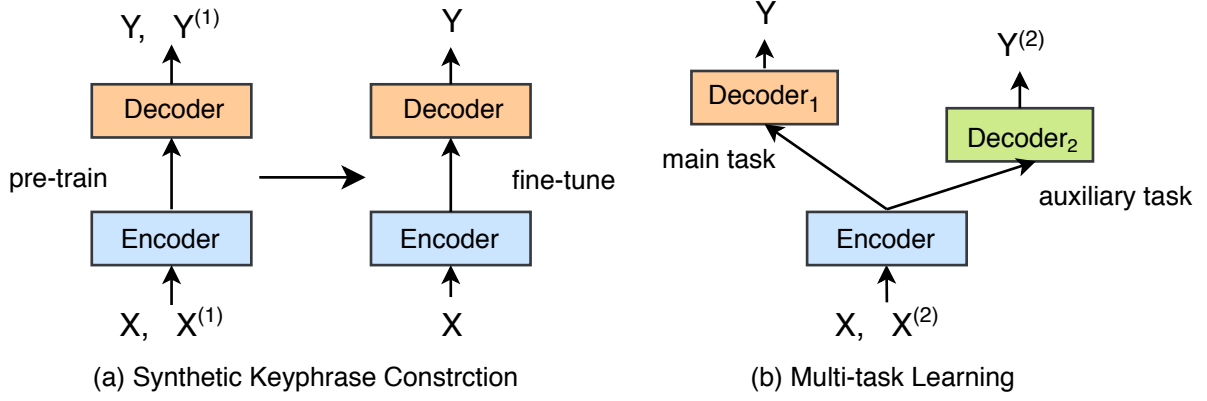 Y, Y(1)
Decoder
pre-train
Encoder
X, X(1)
Y
Decoder
fine-tune
Encoder
X
(a) Synthetic Keyphrase Constrction
Y
Y(2)
Decoder1
Decoder2
main task
auxiliary task
Encoder
X, X(2)
(b) Multi-task Learning